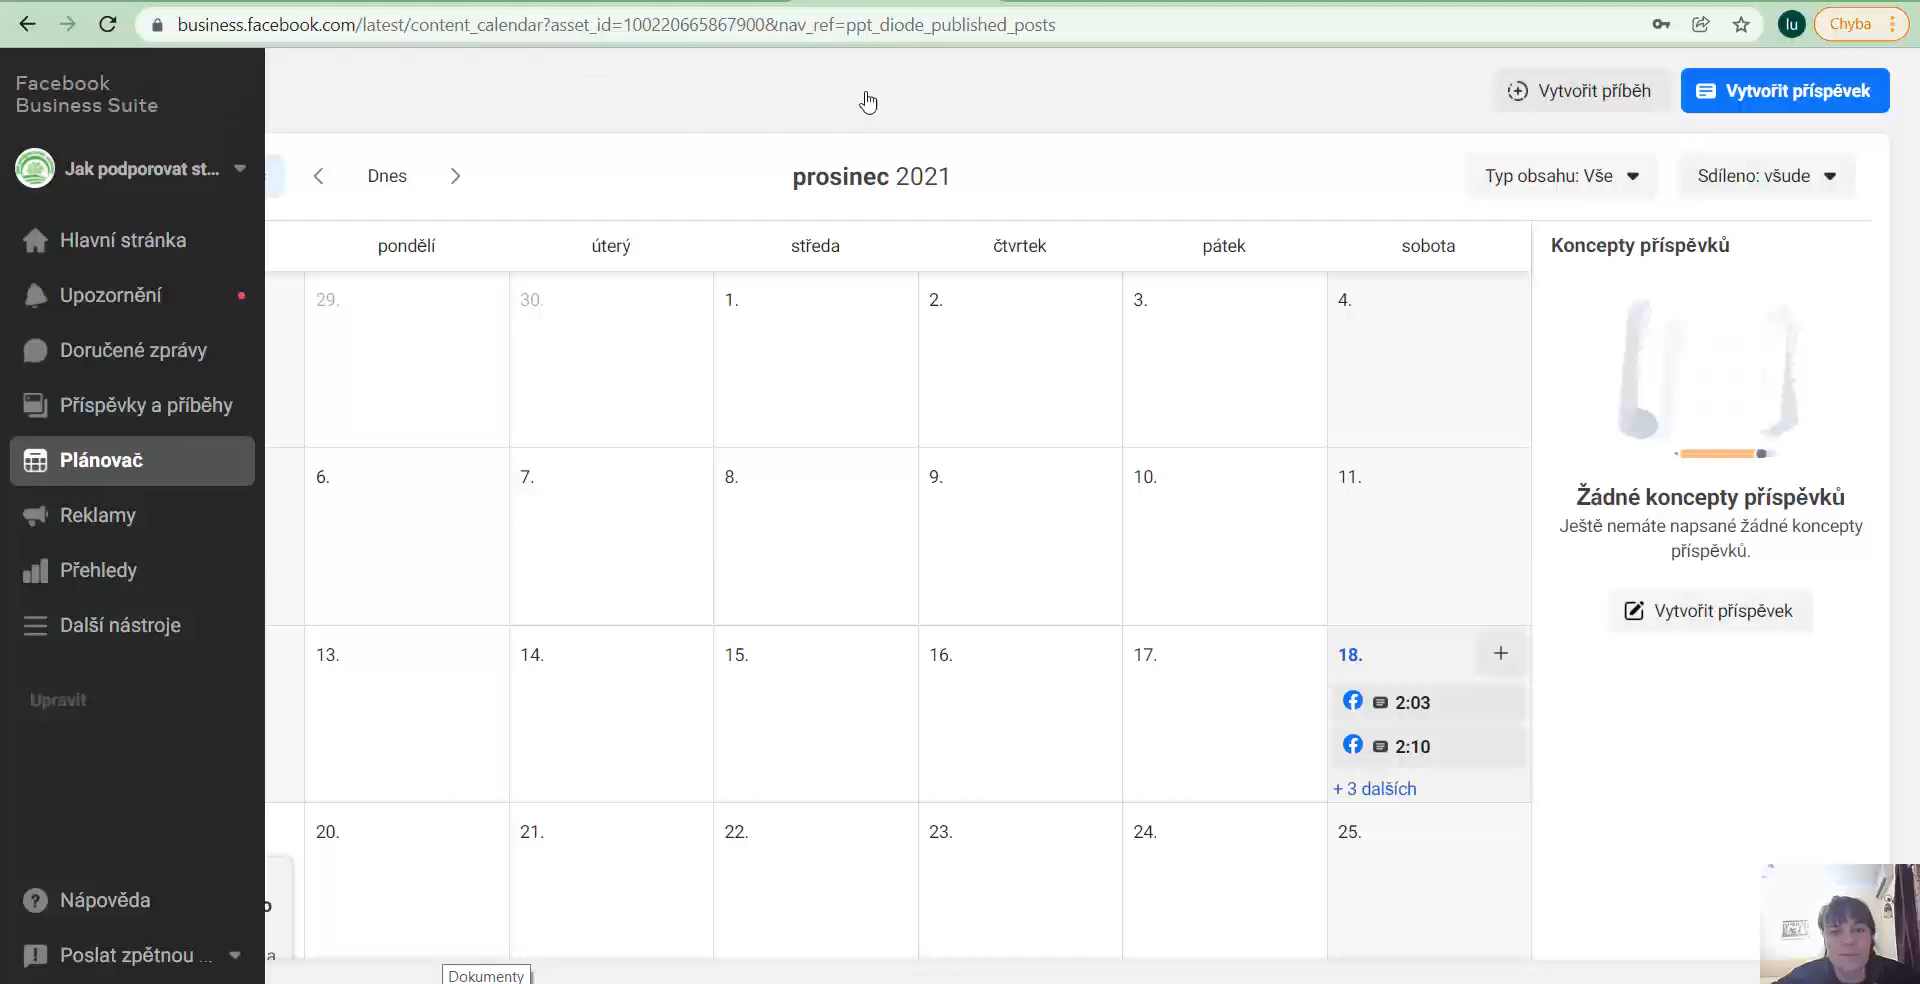 business.facebook.com/latest/content_calendar?asset_id=100220665867900&nav_ref=ppt_diode_published_posts
lu
Chyba
Facebook
Business Suite
Vytvořit příběh
Vytvořit příspěvek
Jak podporovat st...
Dnes
prosinec 2021
Typ obsahu: Vše
Sdíleno: všude
Hlavní stránka
Upozornění
Doručené zprávy
Příspěvky a příběhy
Plánovač
Reklamy
Přehledy
Další nástroje
Upravit
Nápověda
Poslat zpětnou ...
pondělí
úterý
středa
čtvrtek
pátek
sobota
29.
30.
1.
2.
3.
4.
6.
7.
8.
9.
10.
11.
13.
14.
15.
16.
17.
18.
2:03
2:10
+ 3 dalších
20.
21.
22.
23.
24.
25.
o
a
Koncepty příspěvků
Žádné koncepty příspěvků
Ještě nemáte napsané žádné koncepty
příspěvků.
Vytvořit příspěvek
Dokumenty